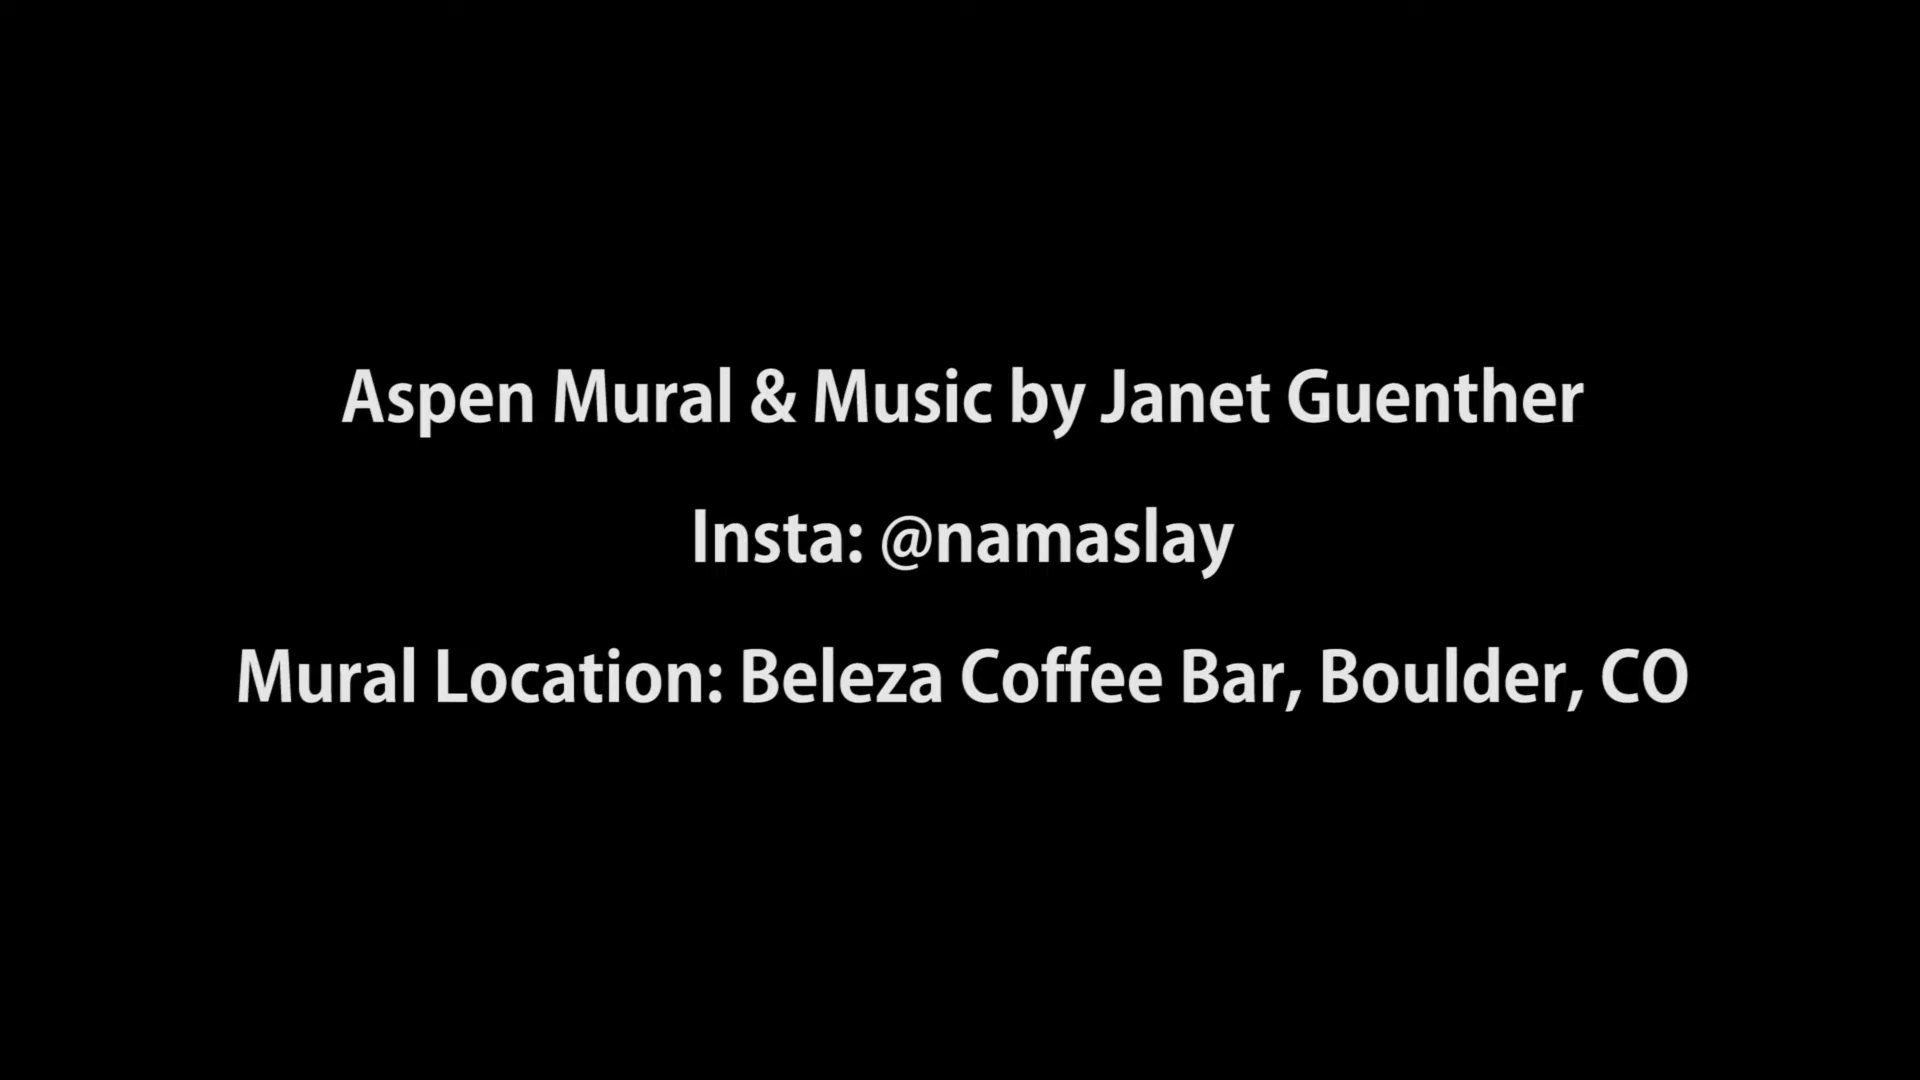 Aspen Mural & Music by Janet Guenther
Insta: @namaslay
Mural Location: Beleza Coffee Bar, Boulder, CO